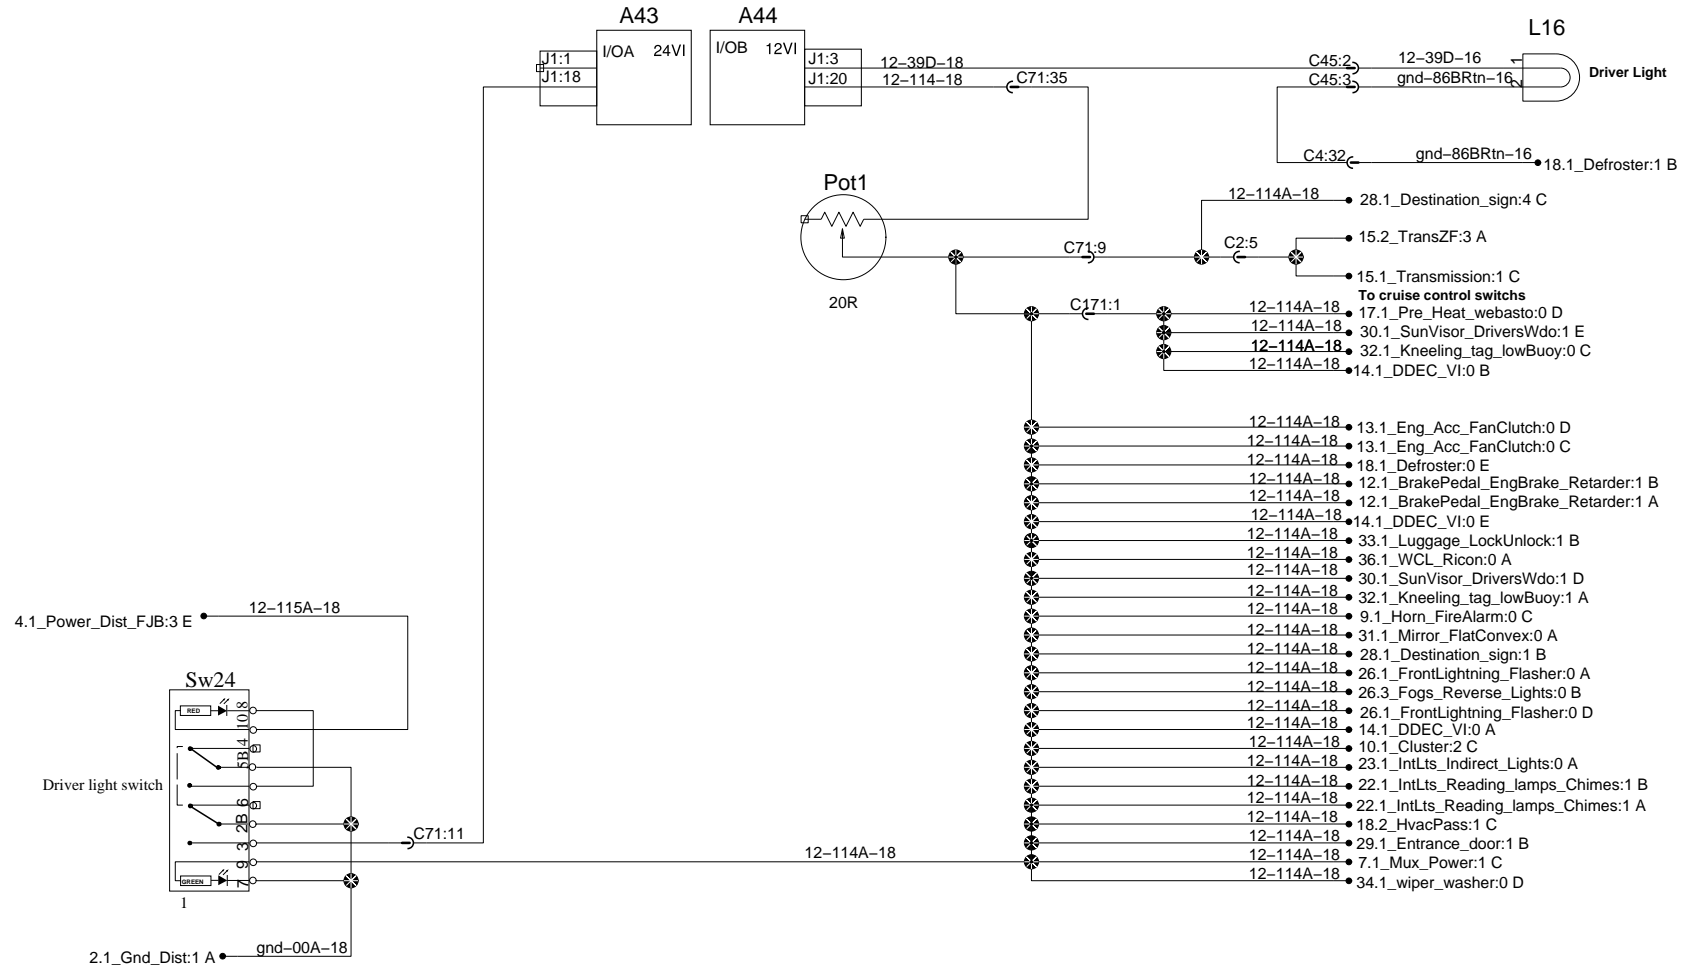 A43
A44
L16
I/OA 24VI
I/OB 12VI
J1:1
J1:18
J1:3
J1:20
12–39D–18
12–114–18
C71:35
C45:2
C45:3
12–39D–16
gnd–86BRtn–16
1
2
Driver Light
C4:32
gnd–86BRtn–16
18.1_Defroster:1 B
Pot1
20R
12–114A–18
28.1_Destination_sign:4 C
C71:9
C2:5
15.2_TransZF:3 A
15.1_Transmission:1 C
To cruise control switchs
C171:1
12–114A–18 17.1_Pre_Heat_webasto:0 D
12–114A–18 30.1_SunVisor_DriversWdo:1 E
12–114A–18 32.1_Kneeling_tag_lowBuoy:0 C
12–114A–18 14.1_DDEC_VI:0 B
12–114A–18 13.1_Eng_Acc_FanClutch:0 D
12–114A–18 13.1_Eng_Acc_FanClutch:0 C
12–114A–18 18.1_Defroster:0 E
12–114A–18 12.1_BrakePedal_EngBrake_Retarder:1 B
12–114A–18 12.1_BrakePedal_EngBrake_Retarder:1 A
12–114A–18 14.1_DDEC_VI:0 E
12–114A–18 33.1_Luggage_LockUnlock:1 B
12–114A–18 36.1_WCL_Ricon:0 A
12–114A–18 30.1_SunVisor_DriversWdo:1 D
12–114A–18 32.1_Kneeling_tag_lowBuoy:1 A
12–114A–18 9.1_Horn_FireAlarm:0 C
12–114A–18 31.1_Mirror_FlatConvex:0 A
12–114A–18 28.1_Destination_sign:1 B
12–114A–18 26.1_FrontLightning_Flasher:0 A
12–114A–18 26.3_Fogs_Reverse_Lights:0 B
12–114A–18 26.1_FrontLightning_Flasher:0 D
12–114A–18 14.1_DDEC_VI:0 A
12–114A–18 10.1_Cluster:2 C
12–114A–18 23.1_IntLts_Indirect_Lights:0 A
12–114A–18 22.1_IntLts_Reading_lamps_Chimes:1 B
12–114A–18 22.1_IntLts_Reading_lamps_Chimes:1 A
12–114A–18 18.2_HvacPass:1 C
12–114A–18 29.1_Entrance_door:1 B
12–114A–18 7.1_Mux_Power:1 C
12–114A–18 34.1_wiper_washer:0 D
12–115A–18
4.1_Power_Dist_FJB:3 E
Sw24
RED
8
10
4
5B
Driver light switch
6
2B
3
C71:11
9
12–114A–18
GREEN
7
1
gnd–00A–18
2.1_Gnd_Dist:1 A